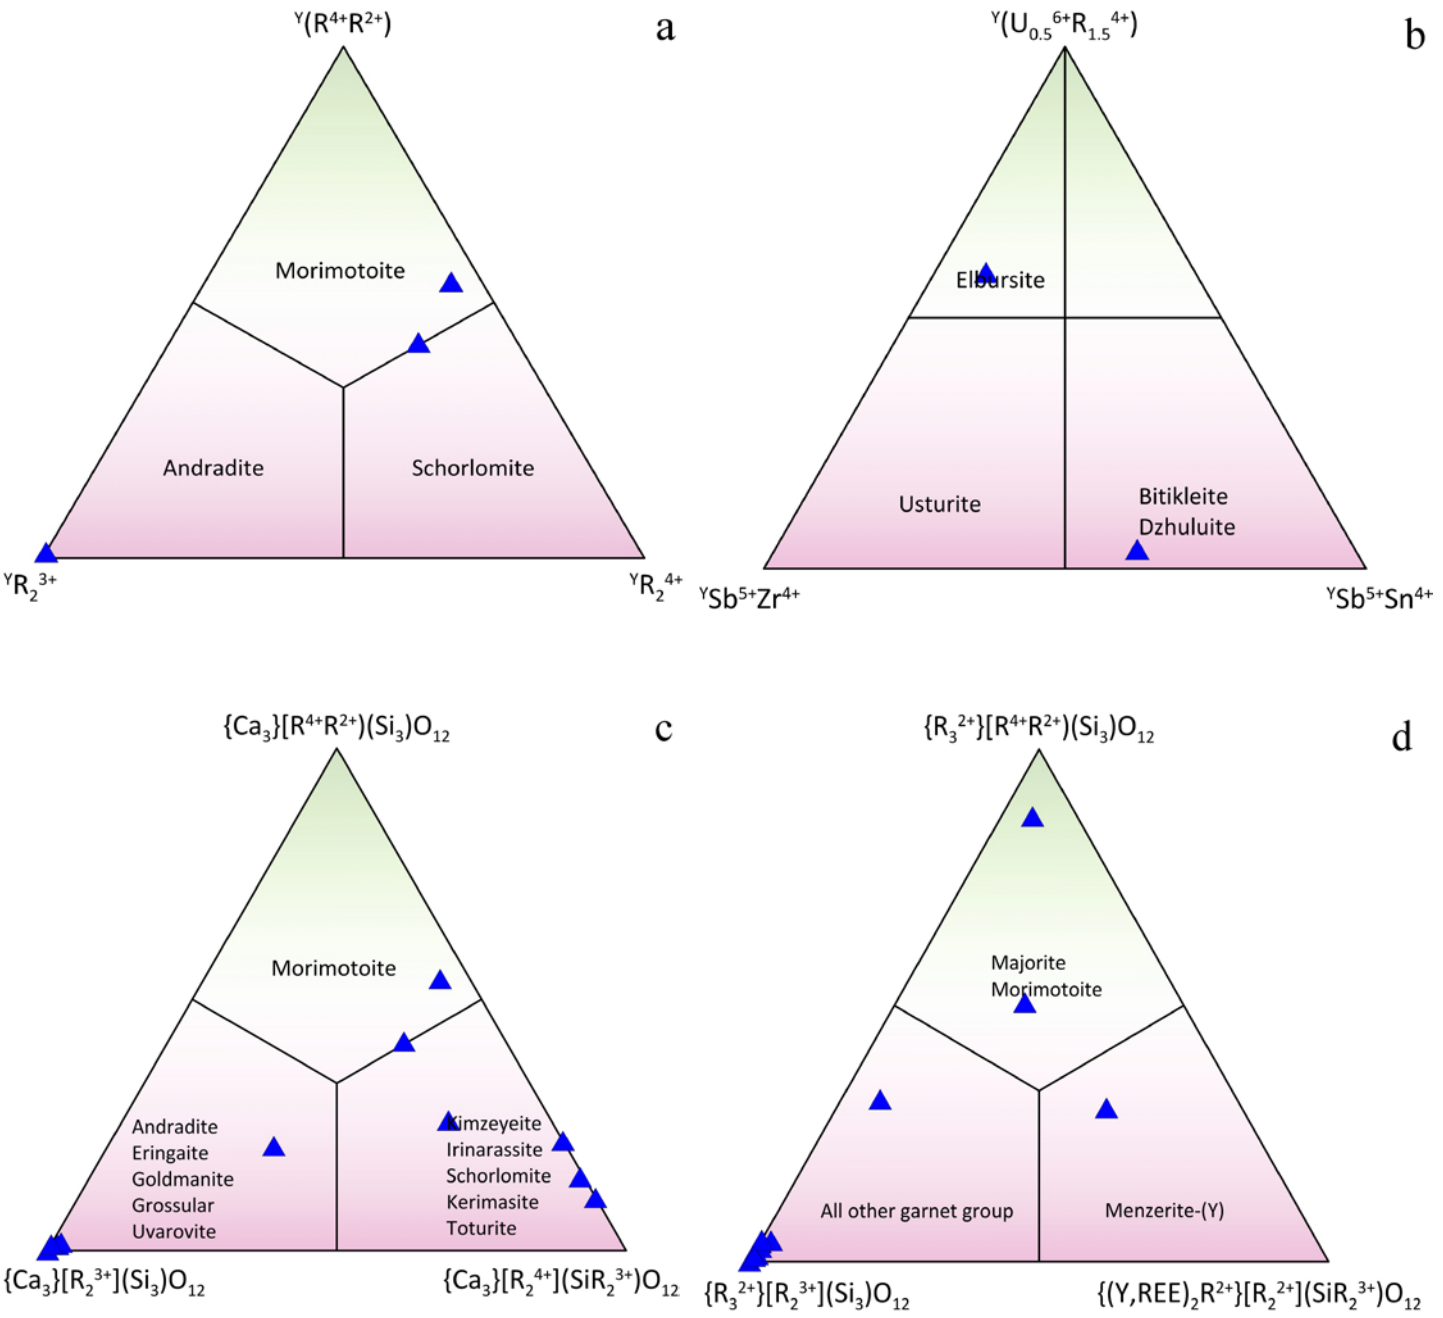 ʸ(R⁴⁺R²⁺)
a
Morimotoite
Andradite
Schorlomite
ʸR₂³⁺
ʸR₂⁴⁺
ʸ(U₀.₅⁶⁺R₁.₅⁴⁺)
b
Elbursite
Usturite
Bitikleite
Dzhuluite
ʸSb⁵⁺Zr⁴⁺
ʸSb⁵⁺Sn⁴⁺
{Ca₃}[R⁴⁺R²⁺)(Si₃)O₁₂
c
Morimotoite
Andradite
Eringaite
Goldmanite
Grossular
Uvarovite
Kimzeyeite
Irinarassite
Schorlomite
Kerimasite
Toturite
{Ca₃}[R₂³⁺](Si₃)O₁₂
{Ca₃}[R₂⁴⁺](SiR₂³⁺)O₁₂
{R₃²⁺}[R⁴⁺R²⁺)(Si₃)O₁₂
d
Majorite
Morimotoite
All other garnet group
Menzerite-(Y)
{R₃²⁺}[R₂³⁺](Si₃)O₁₂
{(Y,REE)₂R²⁺}[R₂²⁺](SiR₂³⁺)O₁₂